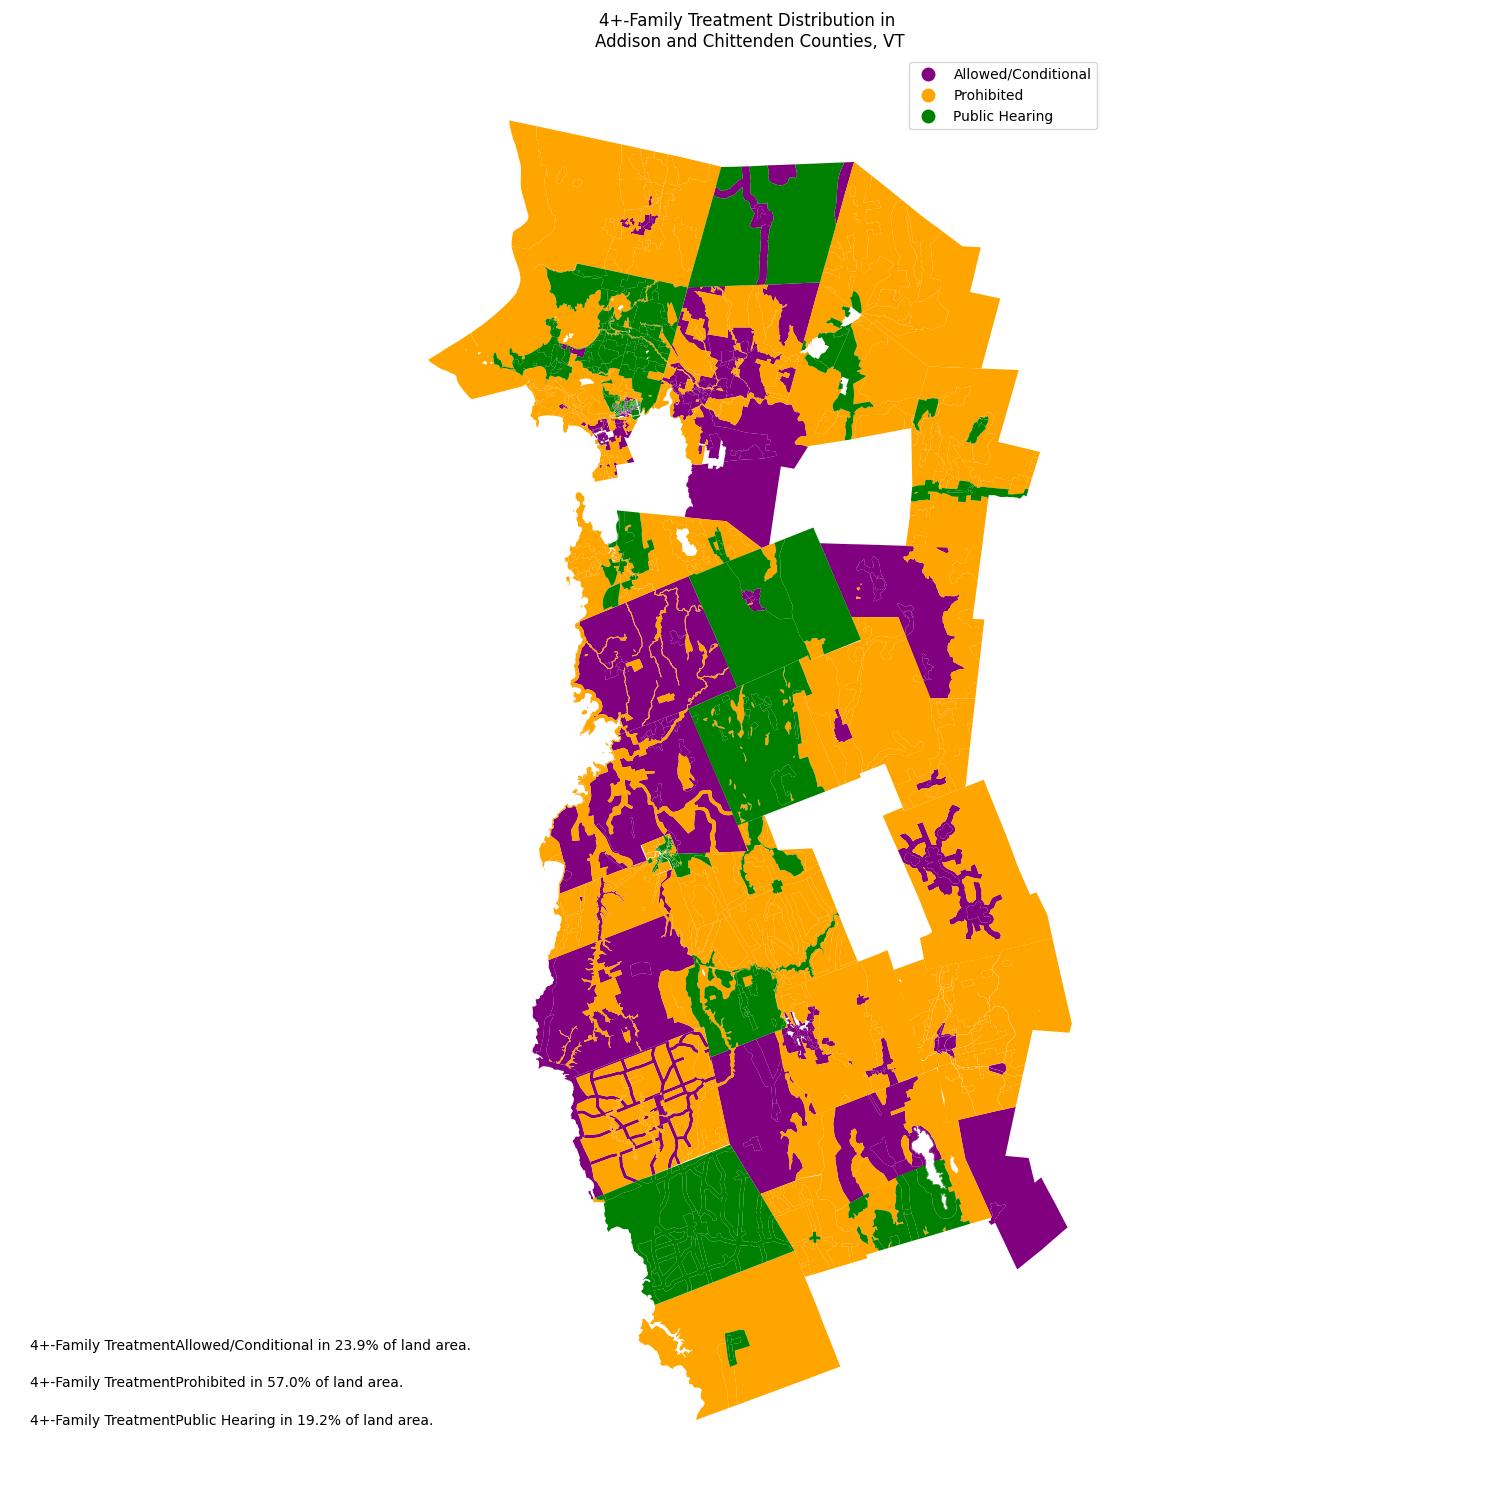 4+-Family Treatment Distribution in
Addison and Chittenden Counties, VT
Allowed/Conditional
Prohibited
Public Hearing
4+-Family TreatmentAllowed/Conditional in 23.9% of land area.
4+-Family TreatmentProhibited in 57.0% of land area.
4+-Family TreatmentPublic Hearing in 19.2% of land area.